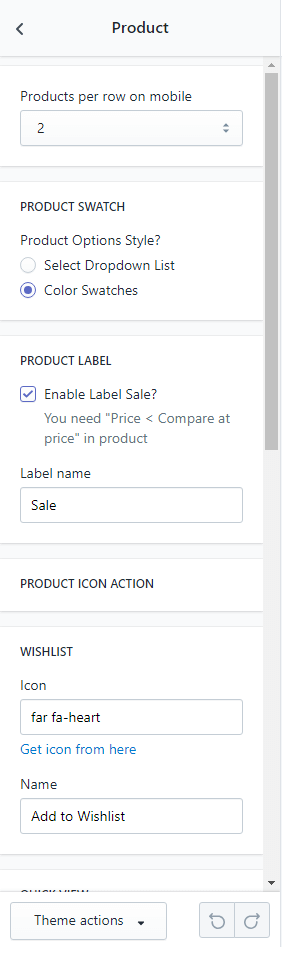 Product
Products per row on mobile
2
PRODUCT SWATCH
Product Options Style?
Select Dropdown List
Color Swatches
PRODUCT LABEL
Enable Label Sale?
You need "Price < Compare at
price" in product
Label name
Sale
PRODUCT ICON ACTION
WISHLIST
Icon
far fa-heart
Get icon from here
Name
Add to Wishlist
QUICK VIEW
Theme actions